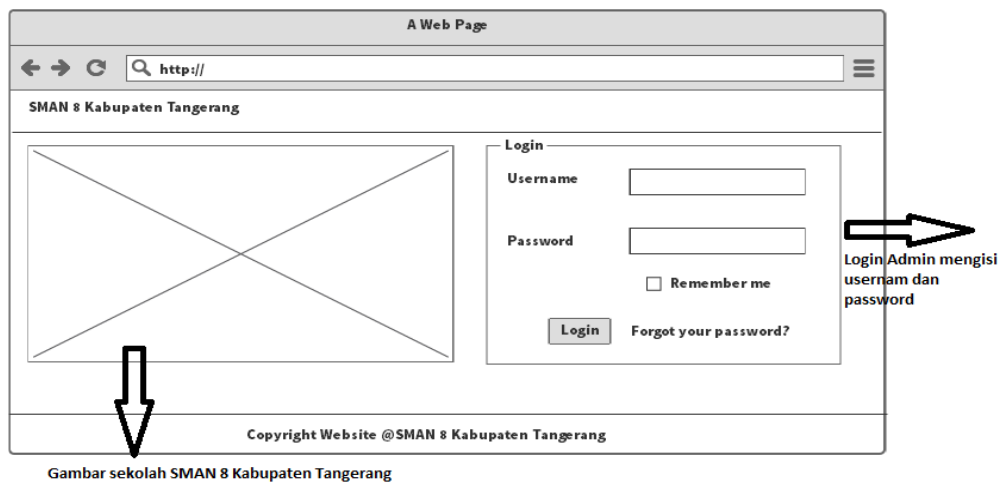 A Web Page
http://
SMAN 8 Kabupaten Tangerang
Login
Username
Password
Remember me
Login
Forgot your password?
Login Admin mengisi
usernam dan
password
Copyright Website @SMAN 8 Kabupaten Tangerang
Gambar sekolah SMAN 8 Kabupaten Tangerang